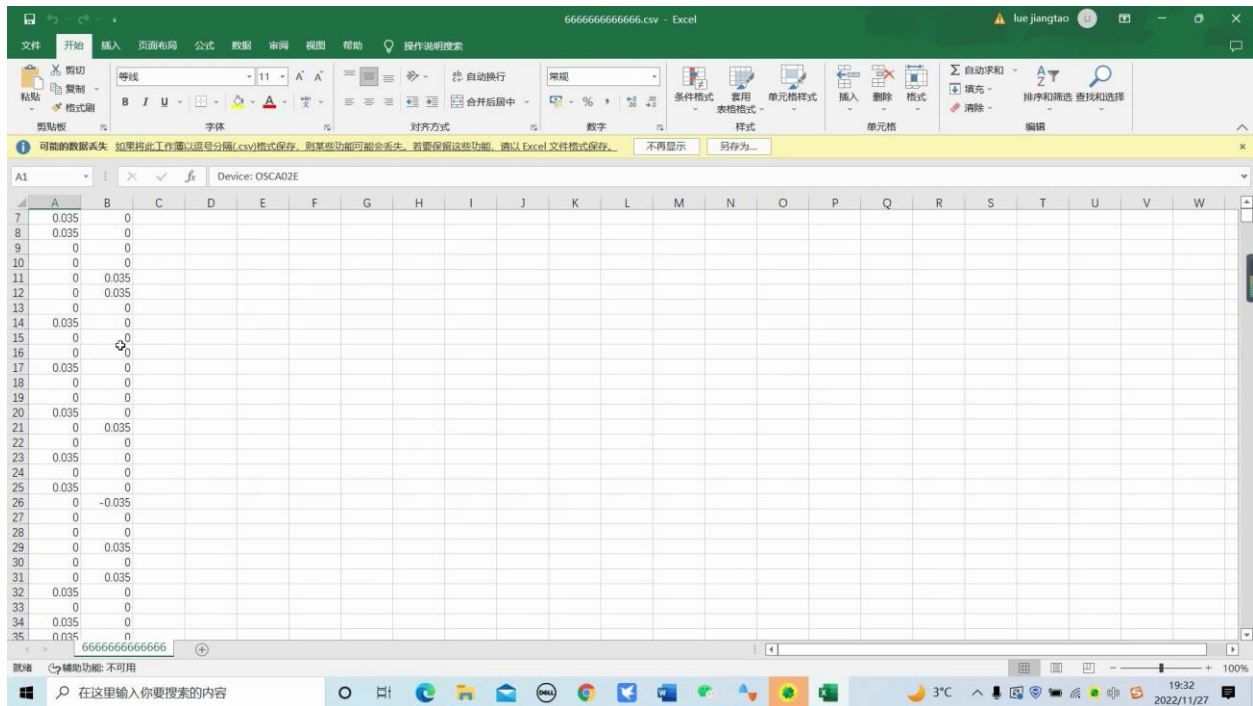 6666666666666.csv - Excel
lue jiangtao
文件 开始 插入 页面布局 公式 数据 审阅 视图 帮助 操作说明搜索
粘贴
剪切
复制
格式刷
剪贴板
等线 11
B I U
字体
自动换行
合并后居中
对齐方式
常规
%
数字
条件格式
套用
表格格式
单元格样式
样式
插入 删除 格式
单元格
自动求和
填充
清除
排序和筛选 查找和选择
编辑
可能的数据丢失 如果将此工作簿以逗号分隔(.csv)格式保存，则某些功能可能会丢失。若要保留这些功能，请以 Excel 文件格式保存。 不再显示 另存为...
A1 fx Device: OSCA02E
A B C D E F G H I J K L M N O P Q R S T U V W
7 0.035 0
8 0.035 0
9 0 0
10 0 0
11 0 0.035
12 0 0.035
13 0 0
14 0.035 0
15 0 0
16 0 0
17 0.035 0
18 0 0
19 0 0
20 0.035 0
21 0 0.035
22 0 0
23 0.035 0
24 0 0
25 0.035 0
26 0 -0.035
27 0 0
28 0 0
29 0 0.035
30 0 0
31 0 0.035
32 0.035 0
33 0 0
34 0.035 0
35 0.035 0
6666666666666
就绪 辅助功能: 不可用 100%
在这里输入你要搜索的内容
DELL
3°C
中
19:32
2022/11/27